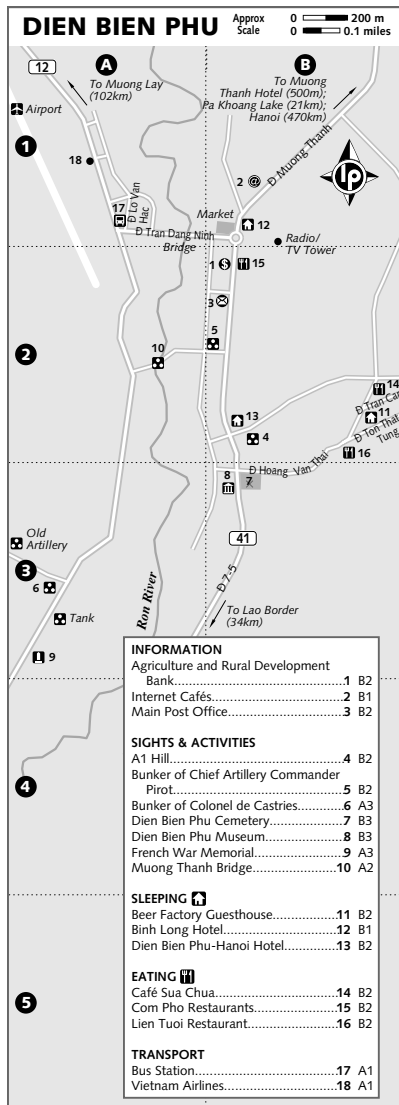 DIEN BIEN PHU
Approx
Scale
0 200 m
0 0.1 miles
12
A
To Muong Lay
(102km)
B
To Muong
Thanh Hotel (500m);
Pa Khoang Lake (21km);
Hanoi (470km)
Airport
1
18
2 @
Đ Muong Thanh
lp
17
Đ Lo Van
Hac
Market
12
Đ Tran Dang Ninh
Bridge
Radio/
TV Tower
1 $
15
3
5
2
10
14
Đ Tran Can
13
11
Đ Ton That
Tung
4
16
Đ Hoang Van Thai
8
7
41
Old
Artillery
3
6
Đ 7-5
Ron River
Tank
To Lao Border
(34km)
9
4
5
INFORMATION
Agriculture and Rural Development
Bank....................................1 B2
Internet Cafés........................2 B1
Main Post Office.....................3 B2
SIGHTS & ACTIVITIES
A1 Hill....................................4 B2
Bunker of Chief Artillery Commander
Pirot.....................................5 B2
Bunker of Colonel de Castries....6 A3
Dien Bien Phu Cemetery..........7 B3
Dien Bien Phu Museum...........8 B3
French War Memorial..............9 A3
Muong Thanh Bridge..............10 A2
SLEEPING
Beer Factory Guesthouse........11 B2
Binh Long Hotel....................12 B1
Dien Bien Phu-Hanoi Hotel......13 B2
EATING
Café Sua Chua.....................14 B2
Com Pho Restaurants............15 B2
Lien Tuoi Restaurant..............16 B2
TRANSPORT
Bus Station..........................17 A1
Vietnam Airlines....................18 A1